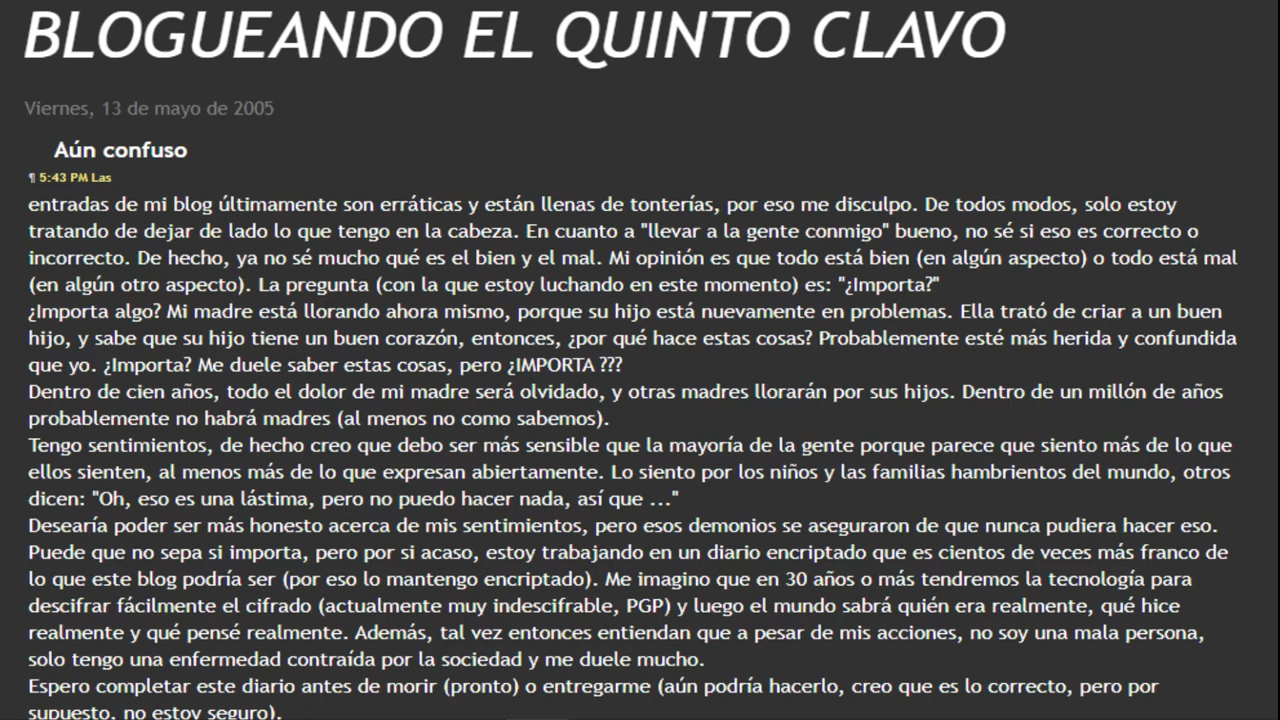 BLOGUEANDO EL QUINTO CLAVO
Viernes, 13 de mayo de 2005
Aún confuso
¶ 5:43 PM Las
entradas de mi blog últimamente son erráticas y están llenas de tonterías, por eso me disculpo. De todos modos, solo estoy
tratando de dejar de lado lo que tengo en la cabeza. En cuanto a "llevar a la gente conmigo" bueno, no sé si eso es correcto o
incorrecto. De hecho, ya no sé mucho qué es el bien y el mal. Mi opinión es que todo está bien (en algún aspecto) o todo está mal
(en algún otro aspecto). La pregunta (con la que estoy luchando en este momento) es: "¿Importa?"
¿Importa algo? Mi madre está llorando ahora mismo, porque su hijo está nuevamente en problemas. Ella trató de criar a un buen
hijo, y sabe que su hijo tiene un buen corazón, entonces, ¿por qué hace estas cosas? Probablemente esté más herida y confundida
que yo. ¿Importa? Me duele saber estas cosas, pero ¿IMPORTA ???
Dentro de cien años, todo el dolor de mi madre será olvidado, y otras madres llorarán por sus hijos. Dentro de un millón de años
probablemente no habrá madres (al menos no como sabemos).
Tengo sentimientos, de hecho creo que debo ser más sensible que la mayoría de la gente porque parece que siento más de lo que
ellos sienten, al menos más de lo que expresan abiertamente. Lo siento por los niños y las familias hambrientos del mundo, otros
dicen: "Oh, eso es una lástima, pero no puedo hacer nada, así que ..."
Desearía poder ser más honesto acerca de mis sentimientos, pero esos demonios se aseguraron de que nunca pudiera hacer eso.
Puede que no sepa si importa, pero por si acaso, estoy trabajando en un diario encriptado que es cientos de veces más franco de
lo que este blog podría ser (por eso lo mantengo encriptado). Me imagino que en 30 años o más tendremos la tecnología para
descifrar fácilmente el cifrado (actualmente muy indescifrable, PGP) y luego el mundo sabrá quién era realmente, qué hice
realmente y qué pensé realmente. Además, tal vez entonces entiendan que a pesar de mis acciones, no soy una mala persona,
solo tengo una enfermedad contraída por la sociedad y me duele mucho.
Espero completar este diario antes de morir (pronto) o entregarme (aún podría hacerlo, creo que es lo correcto, pero por
supuesto, no estoy seguro).